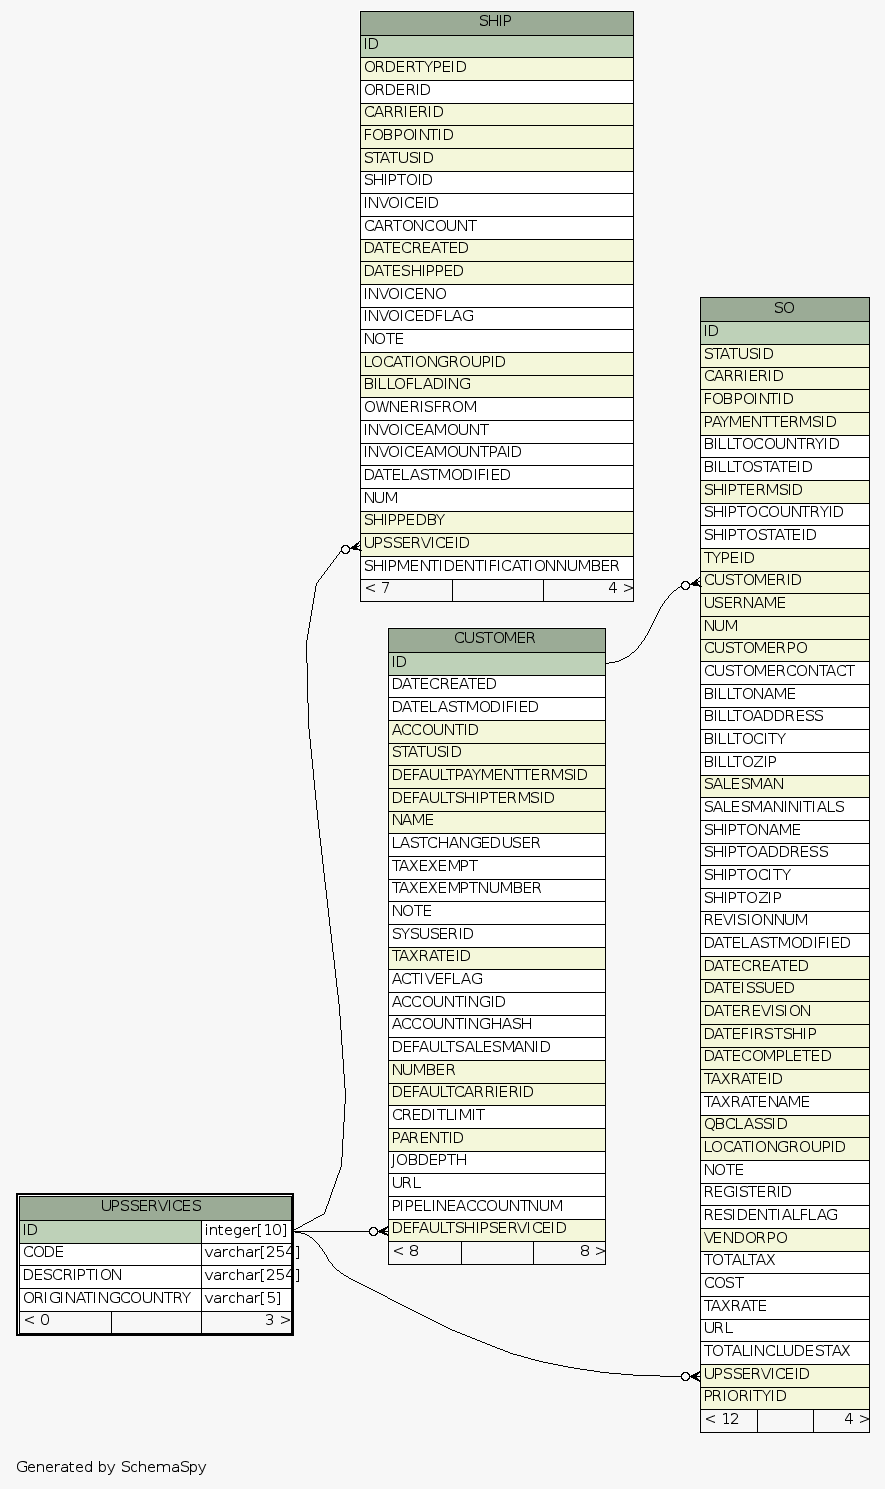 SHIP
ID
ORDERTYPEID
ORDERID
CARRIERID
FOBPOINTID
STATUSID
SHIPTOID
INVOICEID
CARTONCOUNT
DATECREATED
DATESHIPPED
INVOICENO
INVOICEDFLAG
NOTE
LOCATIONGROUPID
BILLOFLADING
OWNERISFROM
INVOICEAMOUNT
INVOICEAMOUNTPAID
DATELASTMODIFIED
NUM
SHIPPEDBY
UPSSERVICEID
SHIPMENTIDENTIFICATIONNUMBER
< 7 4 >
SO
ID
STATUSID
CARRIERID
FOBPOINTID
PAYMENTTERMSID
BILLTOCOUNTRYID
BILLTOSTATEID
SHIPTERMSID
SHIPTOCOUNTRYID
SHIPTOSTATEID
TYPEID
CUSTOMERID
USERNAME
NUM
CUSTOMERPO
CUSTOMERCONTACT
BILLTONAME
BILLTOADDRESS
BILLTOCITY
BILLTOZIP
SALESMAN
SALESMANINITIALS
SHIPTONAME
SHIPTOADDRESS
SHIPTOCITY
SHIPTOZIP
REVISIONNUM
DATELASTMODIFIED
DATECREATED
DATEISSUED
DATEREVISION
DATEFIRSTSHIP
DATECOMPLETED
TAXRATEID
TAXRATENAME
QBCLASSID
LOCATIONGROUPID
NOTE
REGISTERID
RESIDENTIALFLAG
VENDORPO
TOTALTAX
COST
TAXRATE
URL
TOTALINCLUDESTAX
UPSSERVICEID
PRIORITYID
< 12 4 >
CUSTOMER
ID
DATECREATED
DATELASTMODIFIED
ACCOUNTID
STATUSID
DEFAULTPAYMENTTERMSID
DEFAULTSHIPTERMSID
NAME
LASTCHANGEDUSER
TAXEXEMPT
TAXEXEMPTNUMBER
NOTE
SYSUSERID
TAXRATEID
ACTIVEFLAG
ACCOUNTINGID
ACCOUNTINGHASH
DEFAULTSALESMANID
NUMBER
DEFAULTCARRIERID
CREDITLIMIT
PARENTID
JOBDEPTH
URL
PIPELINEACCOUNTNUM
DEFAULTSHIPSERVICEID
< 8 8 >
UPSSERVICES
ID integer[10]
CODE varchar[254]
DESCRIPTION varchar[254]
ORIGINATINGCOUNTRY varchar[5]
< 0 3 >
Generated by SchemaSpy